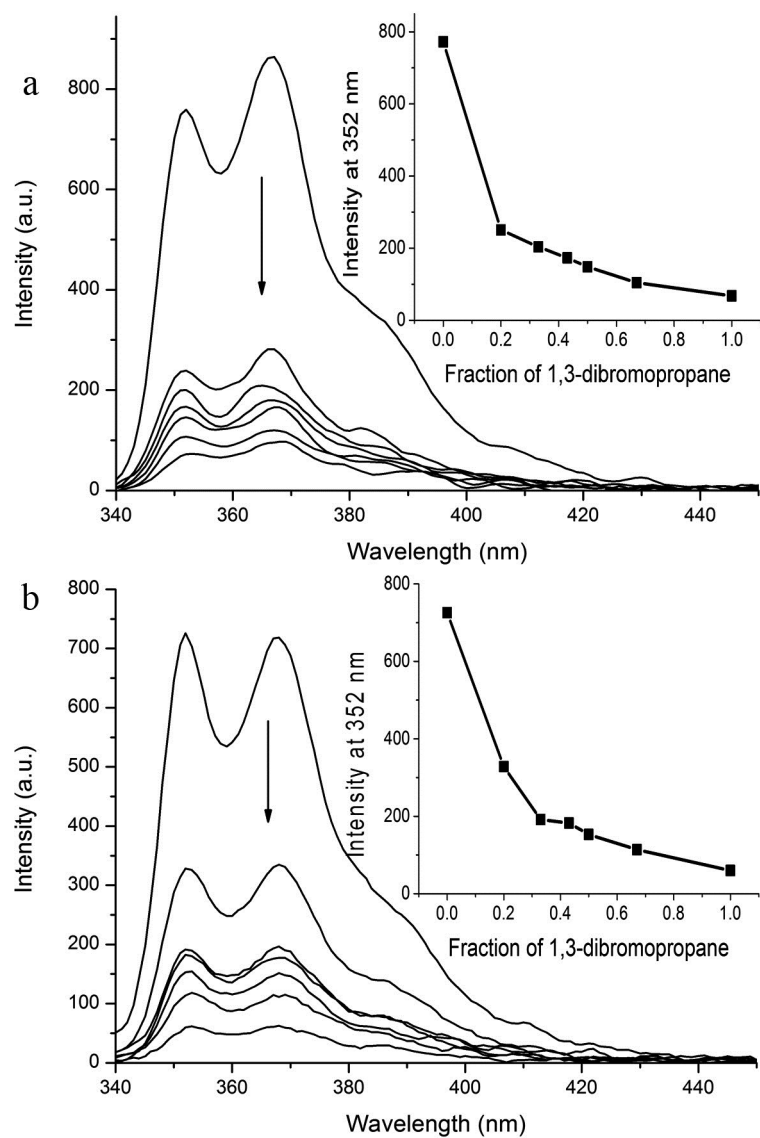 a
Intensity (a.u.)
800
600
400
200
0
340 360 380 400 420 440
Wavelength (nm)
Intensity at 352 nm
800
600
400
200
0
0.0 0.2 0.4 0.6 0.8 1.0
Fraction of 1,3-dibromopropane
b
Intensity (a.u.)
800
700
600
500
400
300
200
100
0
340 360 380 400 420 440
Wavelength (nm)
Intensity at 352 nm
800
600
400
200
0
0.0 0.2 0.4 0.6 0.8 1.0
Fraction of 1,3-dibromopropane